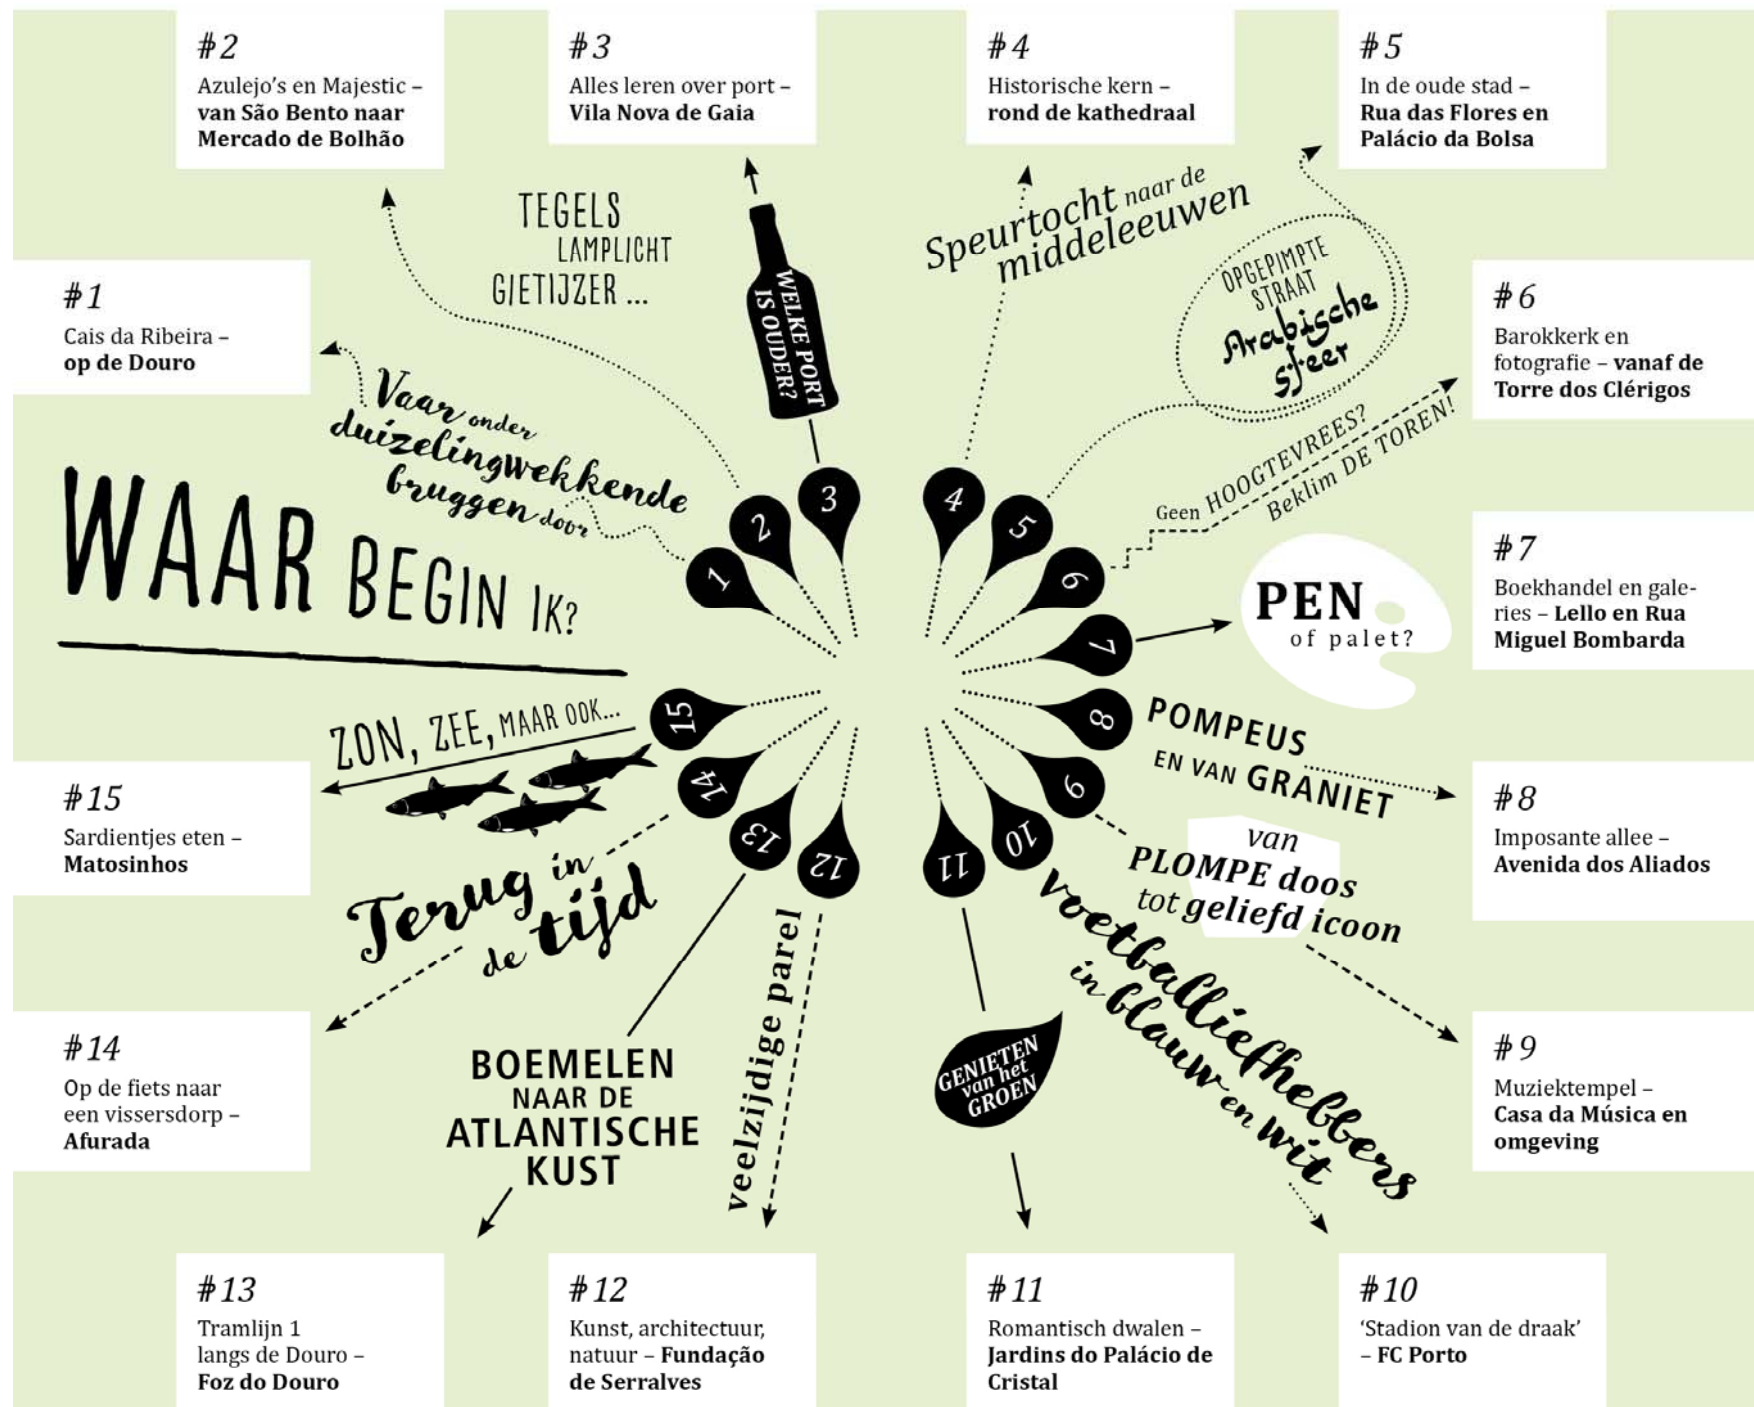 #2
Azulejo's en Majestic –
van São Bento naar
Mercado de Bolhão
#3
Alles leren over port –
Vila Nova de Gaia
#4
Historische kern –
rond de kathedraal
#5
In de oude stad –
Rua das Flores en
Palácio da Bolsa
#1
Cais da Ribeira –
op de Douro
TEGELS
LAMPLICHT
GIETIJZER ...
WELKE PORT
IS OUDER?
Speurtocht naar de
middeleeuwen
OPGEPIMPTE
STRAAT
Arabische
sfeer
#6
Barokkerk en
fotografie – vanaf de
Torre dos Clérigos
Vaar onder
duizelingwekkende
bruggen door
Geen HOOGTEVREES?
Beklim DE TOREN!
WAAR BEGIN IK?
1
2
3
4
5
6
7
8
9
10
11
12
13
14
15
PEN
of palet?
#7
Boekhandel en gale-
ries – Lello en Rua
Miguel Bombarda
ZON, ZEE, MAAR OOK...
POMPEUS
EN VAN GRANIET
#15
Sardientjes eten –
Matosinhos
#8
Imposante allee –
Avenida dos Aliados
Terug in
de tijd
van
PLOMPE doos
tot geliefd icoon
voetballiefhebbers
in blauw en wit
#14
Op de fiets naar
een vissersdorp –
Afurada
BOEMELEN
NAAR DE
ATLANTISCHE
KUST
veelzijdige parel
GENIETEN
van het
GROEN
#9
Muziektempel –
Casa da Música en
omgeving
#13
Tramlijn 1
langs de Douro –
Foz do Douro
#12
Kunst, architectuur,
natuur – Fundação
de Serralves
#11
Romantisch dwalen –
Jardins do Palácio de
Cristal
#10
‘Stadion van de draak’
– FC Porto